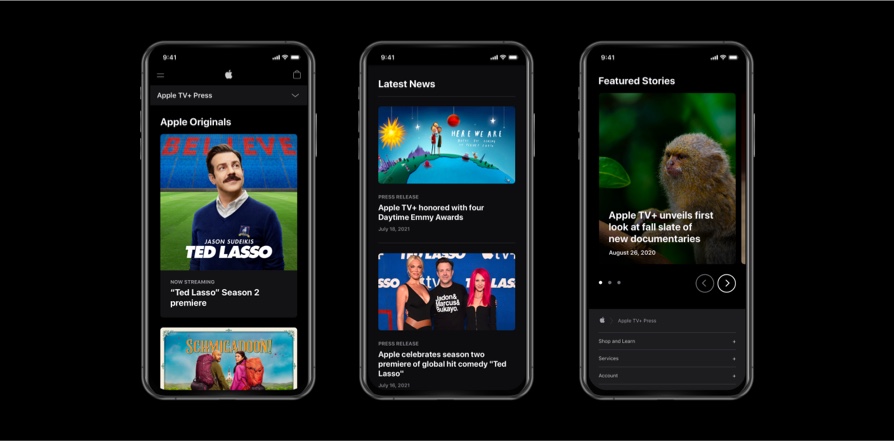 9:41
Apple TV+ Press
Apple Originals
BELIEVE
JASON SUDEIKIS
TED LASSO
NOW STREAMING
“Ted Lasso” Season 2
premiere
SCHMIGADOON!
9:41
Latest News
HERE WE ARE
PRESS RELEASE
Apple TV+ honored with four
Daytime Emmy Awards
July 18, 2021
Jadon&
Marcus&
Bukayo.
PRESS RELEASE
Apple celebrates season two
premiere of global hit comedy "Ted
Lasso"
July 16, 2021
9:41
Featured Stories
Apple TV+ unveils first
look at fall slate of
new documentaries
August 26, 2020
Apple TV+ Press
Shop and Learn +
Services +
Account +